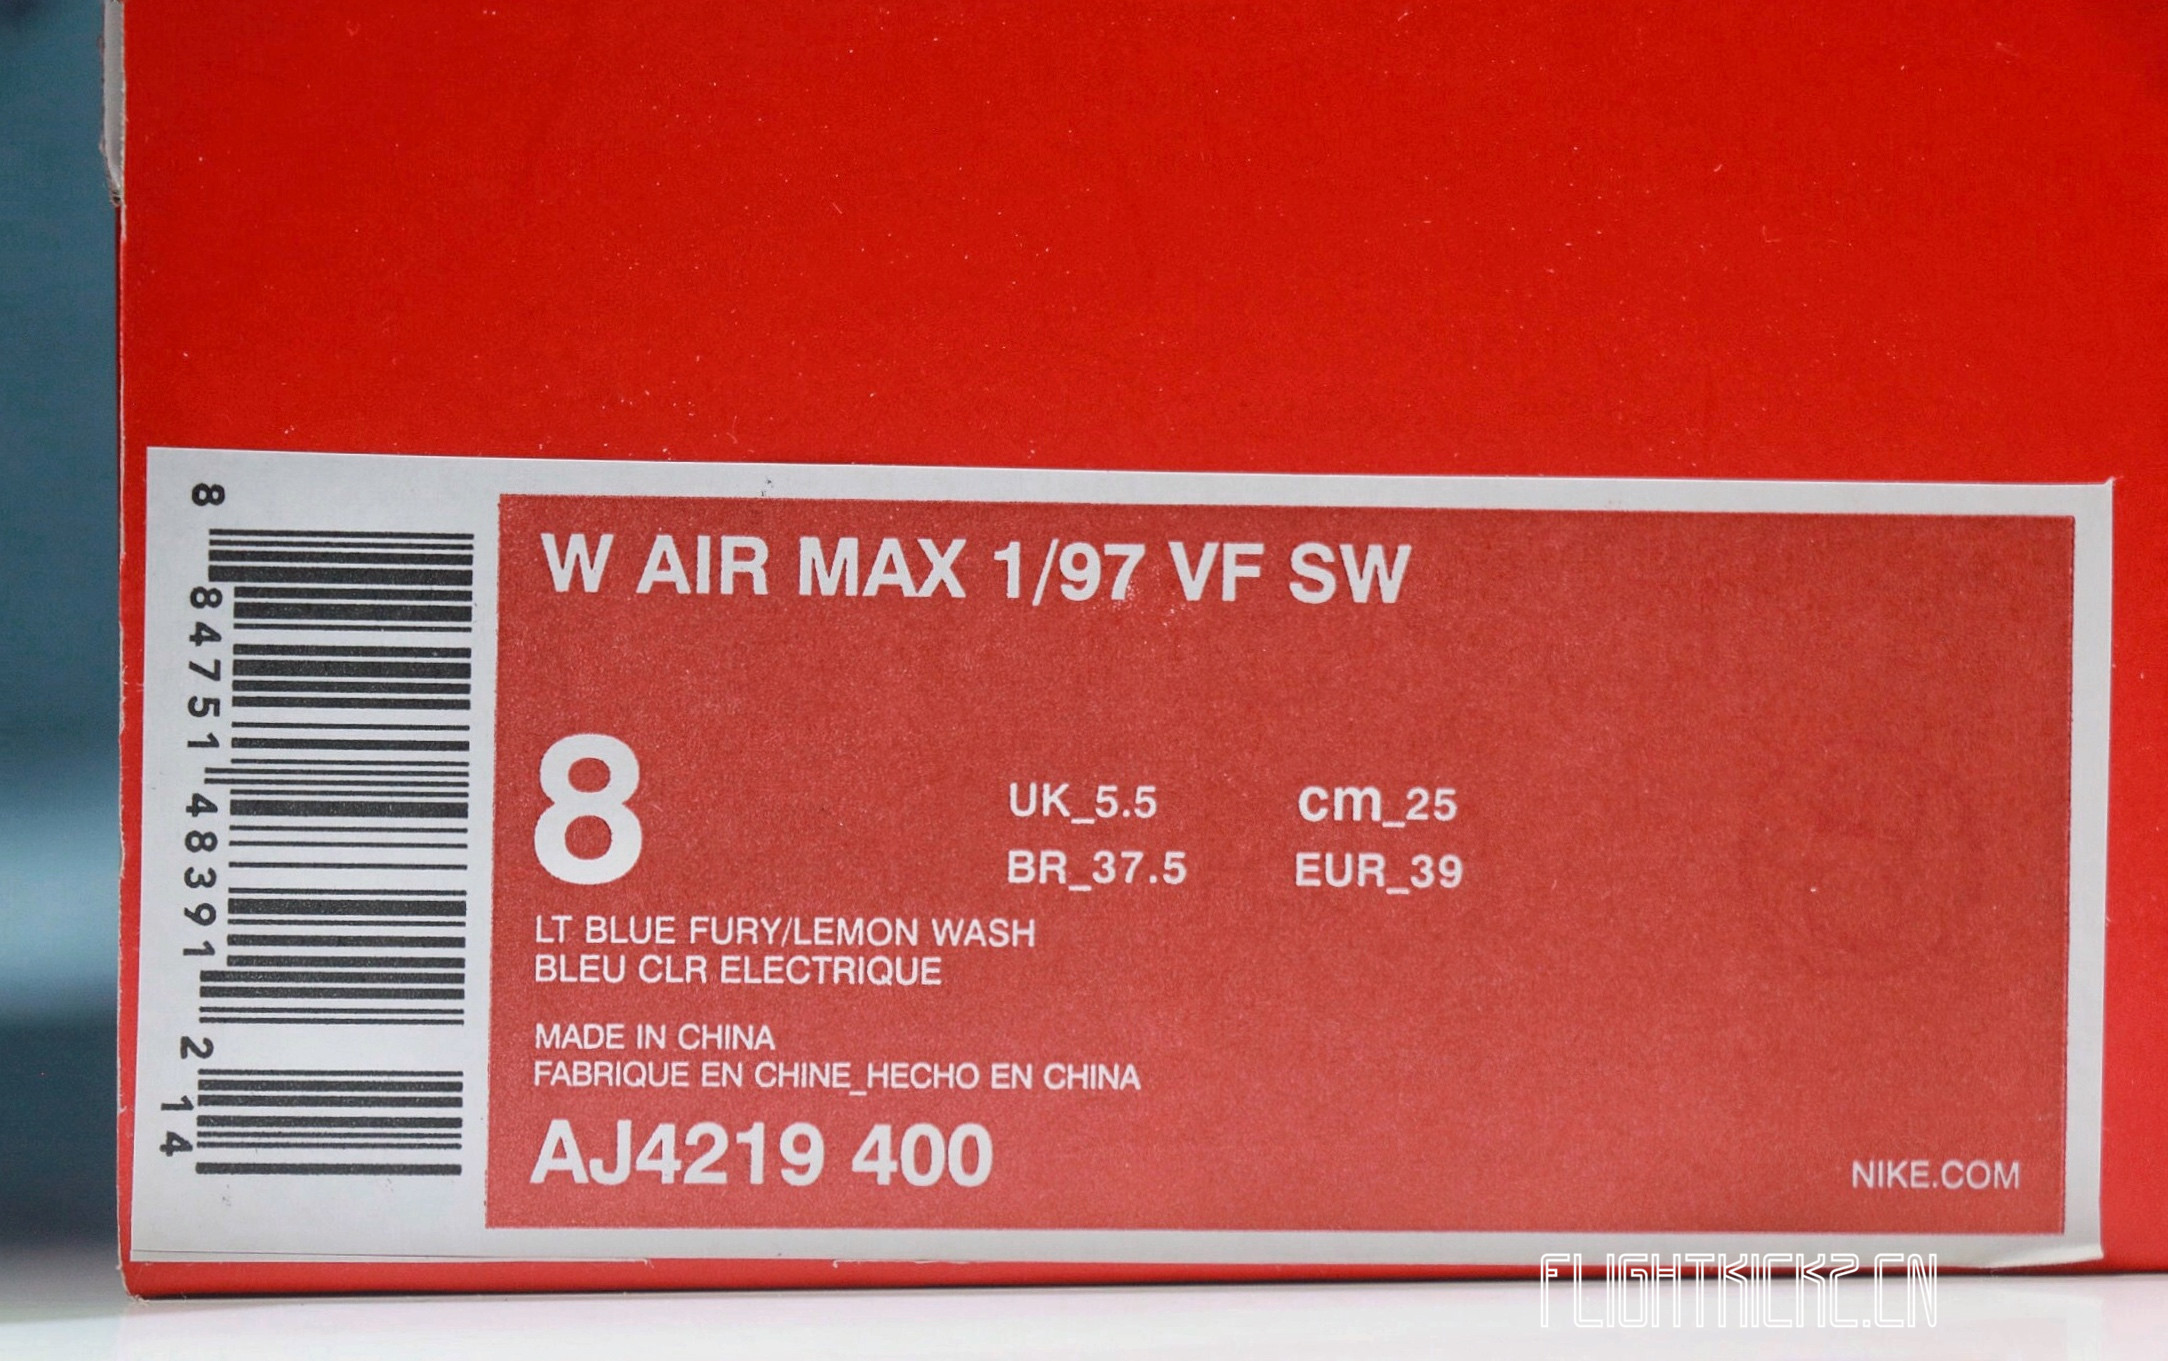 W AIR MAX 1/97 VF SW
8
UK_5.5 cm_25
BR_37.5 EUR_39
LT BLUE FURY/LEMON WASH
BLEU CLR ELECTRIQUE
MADE IN CHINA
FABRIQUE EN CHINE_HECHO EN CHINA
AJ4219 400
NIKE.COM
8 84751 48391 2 14
FLIGHTKICKZ.CN